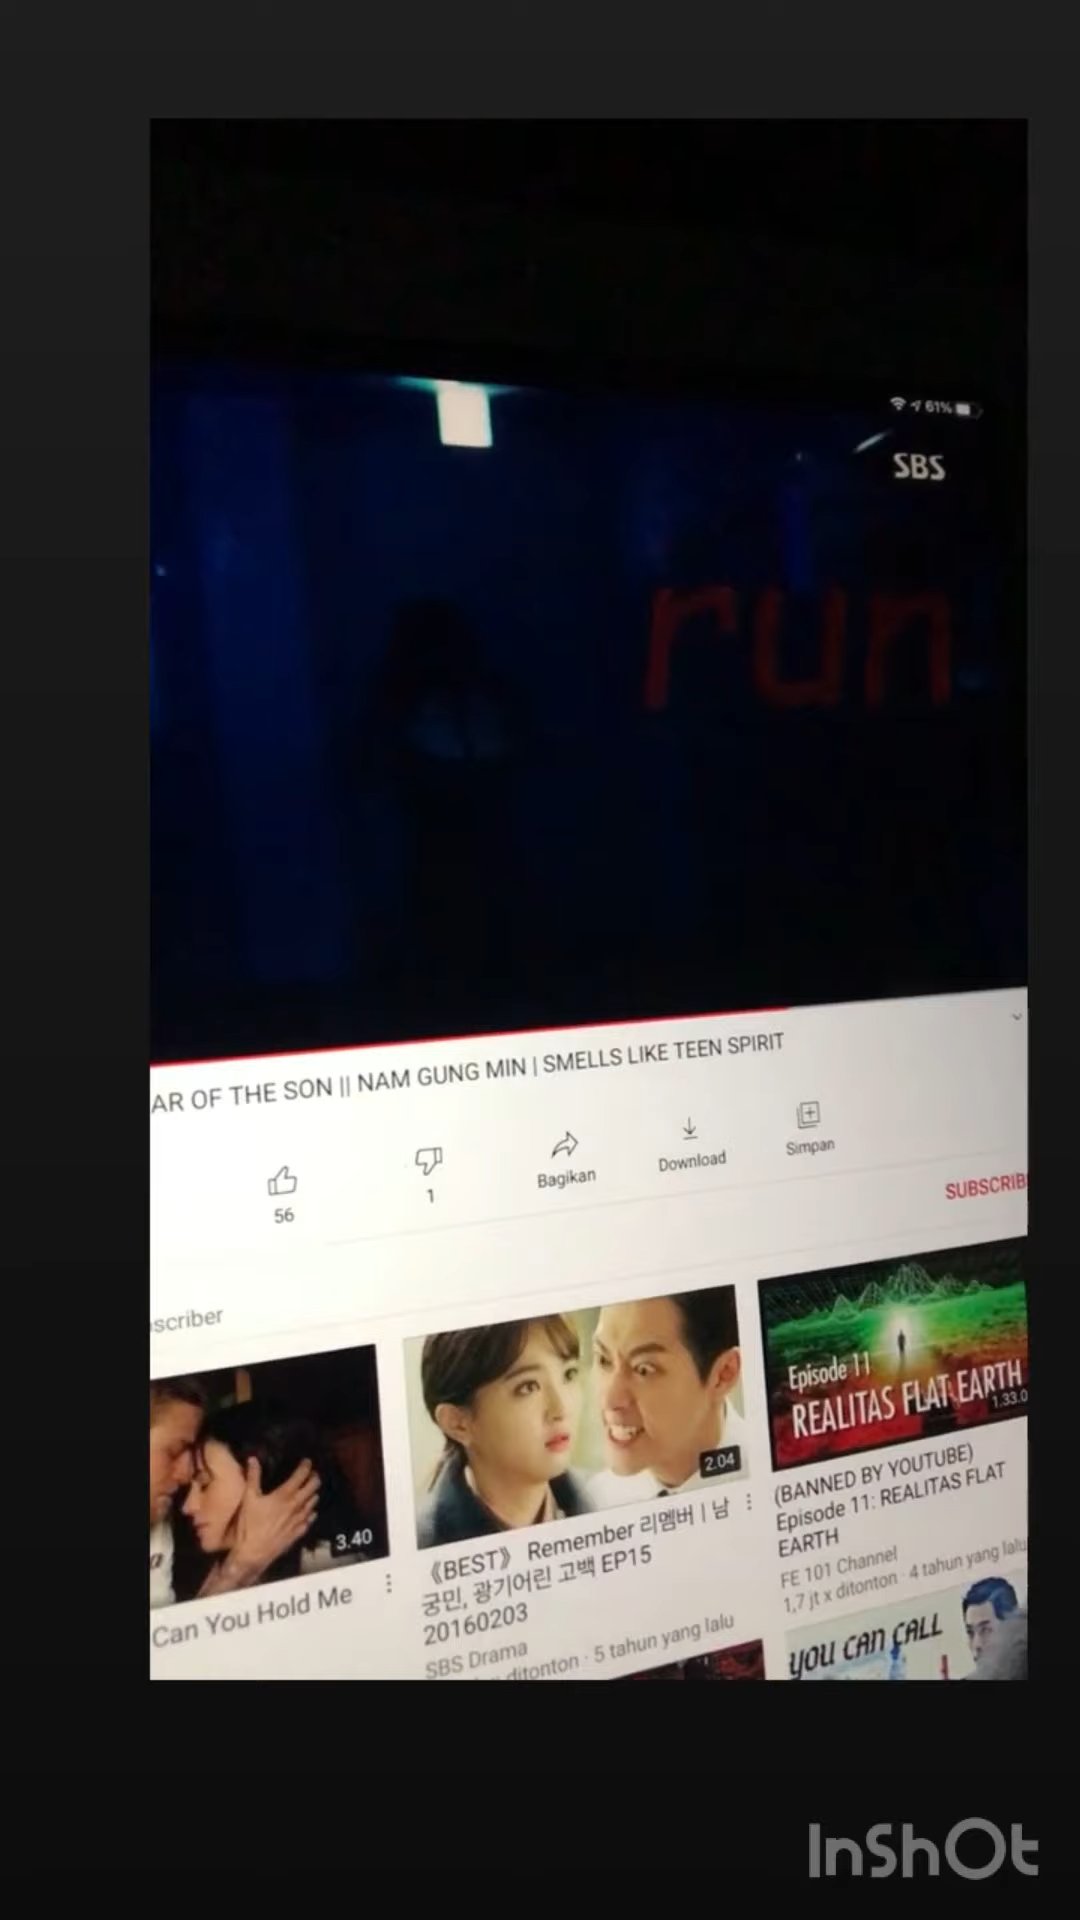 61%
SBS
run
AR OF THE SON || NAM GUNG MIN | SMELLS LIKE TEEN SPIRIT
56
1
Bagikan
Download
Simpan
SUBSCRIB
scriber
3.40
Can You Hold Me
2.04
《BEST》 Remember 리멤버 | 남
궁민, 광기어린 고백 EP15
20160203
SBS Drama
ditonton · 5 tahun yang lalu
Episode 11
REALITAS FLAT EARTH
1.33.0
(BANNED BY YOUTUBE)
Episode 11: REALITAS FLAT
EARTH
FE 101 Channel
1,7 jt x ditonton · 4 tahun yang lalu
YOU CAN CALL
InShOt